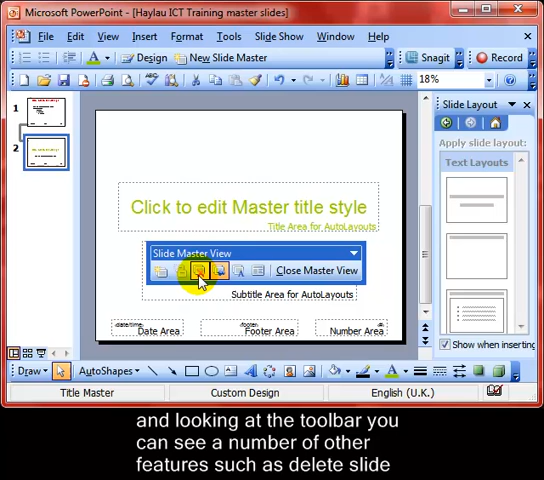 Microsoft PowerPoint - [Haylau ICT Training master slides]
File Edit View Insert Format Tools Slide Show Window Help
A Design New Slide Master Snagit Record
18%
1
2
Slide Layout
Apply slide layout:
Text Layouts
Click to edit Master title style
Title Area for AutoLayouts
Slide Master View
Close Master View
Subtitle Area for AutoLayouts
Date Area Footer Area Number Area
Show when inserting
Draw AutoShapes
Title Master Custom Design English (U.K.)
and looking at the toolbar you
can see a number of other
features such as delete slide